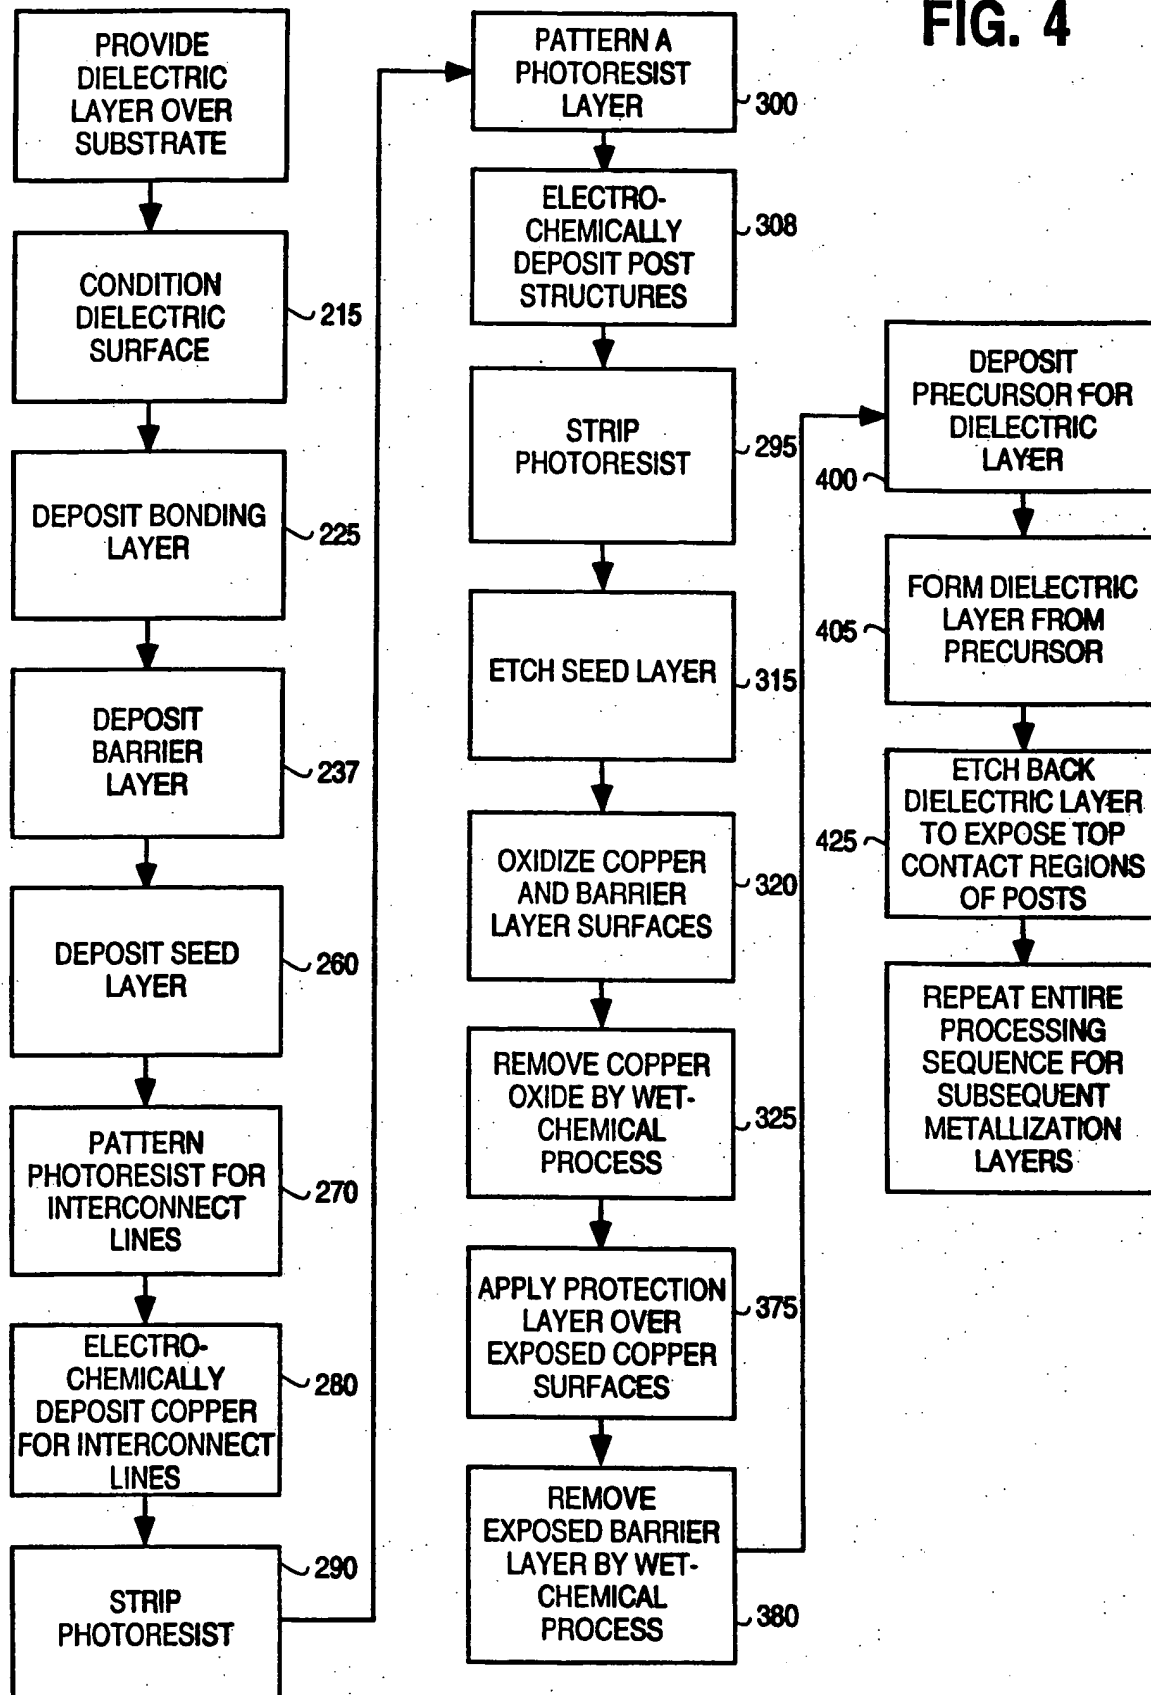 FIG. 4
PROVIDE
DIELECTRIC
LAYER OVER
SUBSTRATE
CONDITION
DIELECTRIC
SURFACE
215
DEPOSIT BONDING
LAYER
225
DEPOSIT
BARRIER
LAYER
237
DEPOSIT SEED
LAYER
260
PATTERN
PHOTORESIST FOR
INTERCONNECT
LINES
270
ELECTRO-
CHEMICALLY
DEPOSIT COPPER
FOR INTERCONNECT
LINES
280
STRIP
PHOTORESIST
290
PATTERN A
PHOTORESIST
LAYER
300
ELECTRO-
CHEMICALLY
DEPOSIT POST
STRUCTURES
308
STRIP
PHOTORESIST
295
ETCH SEED LAYER
315
OXIDIZE COPPER
AND BARRIER
LAYER SURFACES
320
REMOVE COPPER
OXIDE BY WET-
CHEMICAL
PROCESS
325
APPLY PROTECTION
LAYER OVER
EXPOSED COPPER
SURFACES
375
REMOVE
EXPOSED BARRIER
LAYER BY WET-
CHEMICAL
PROCESS
380
DEPOSIT
PRECURSOR FOR
DIELECTRIC
LAYER
400
FORM DIELECTRIC
LAYER FROM
PRECURSOR
405
ETCH BACK
DIELECTRIC LAYER
TO EXPOSE TOP
CONTACT REGIONS
OF POSTS
425
REPEAT ENTIRE
PROCESSING
SEQUENCE FOR
SUBSEQUENT
METALLIZATION
LAYERS